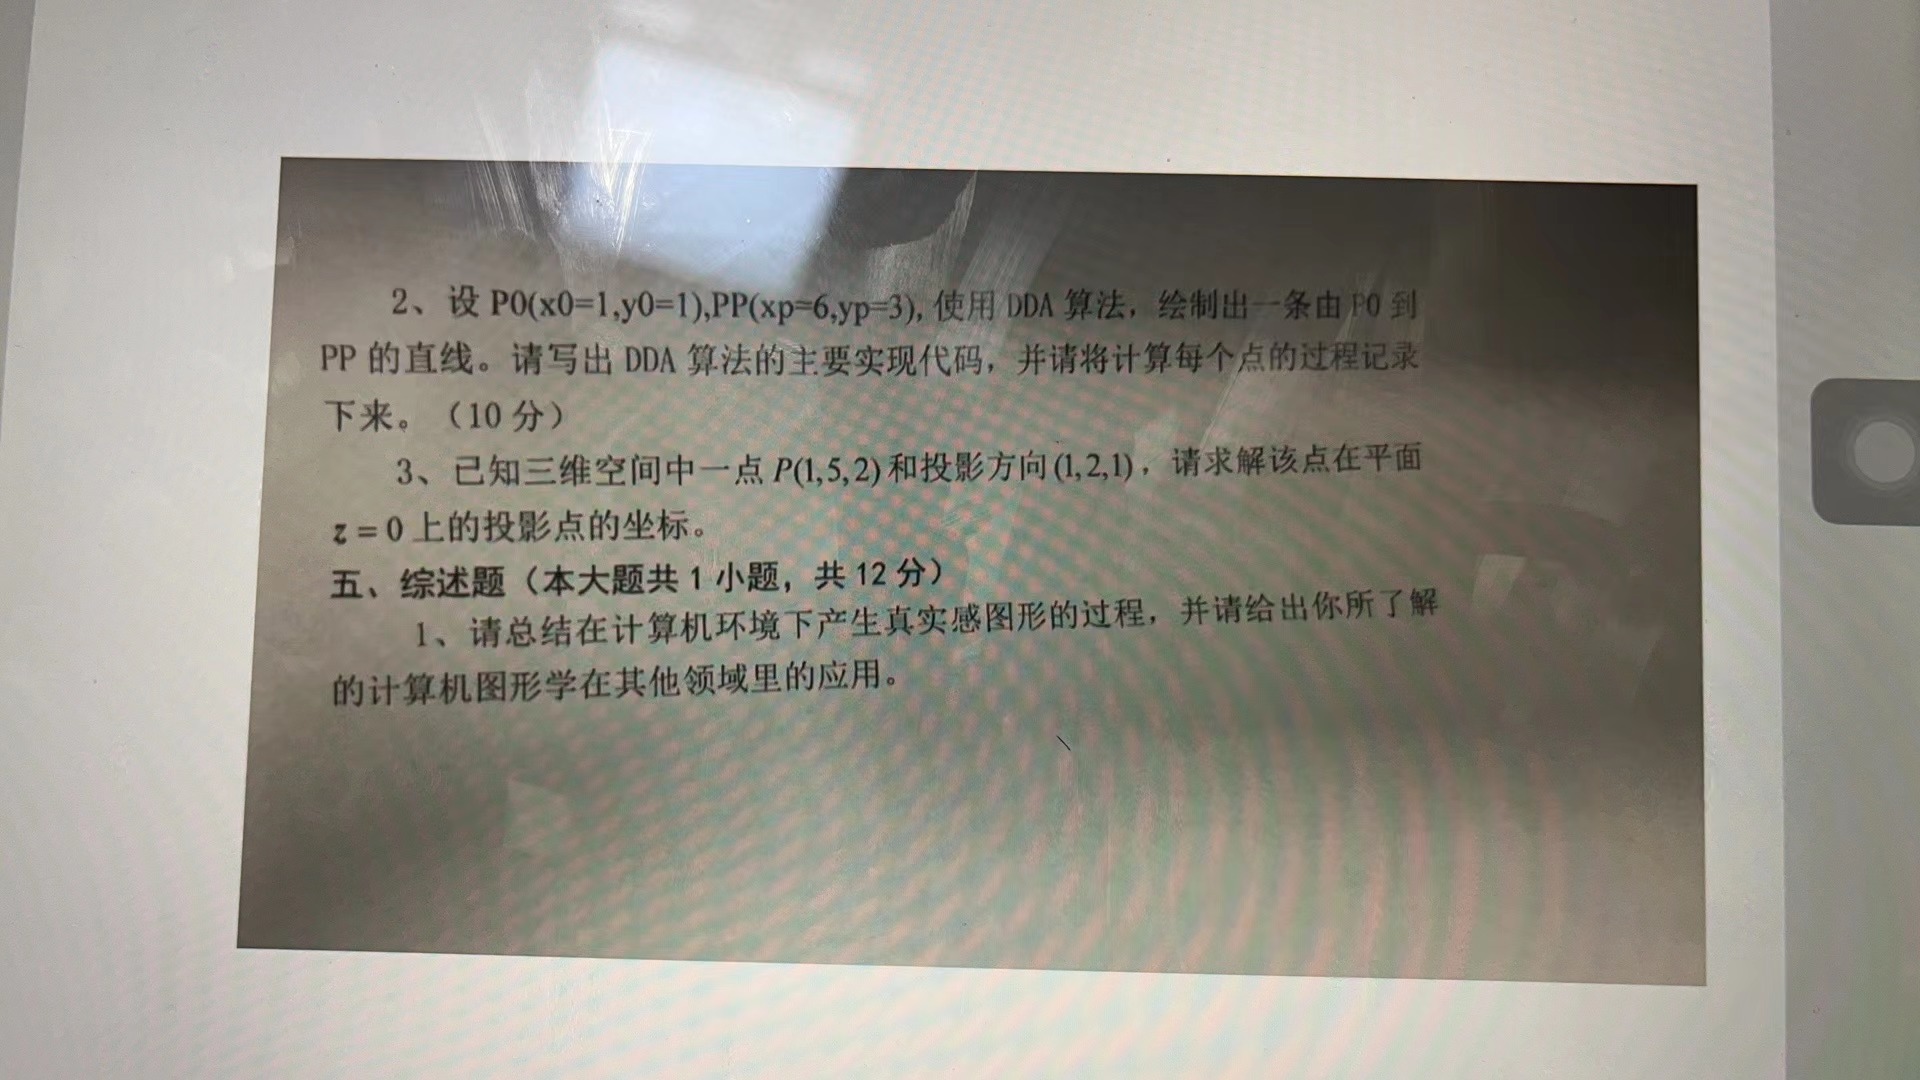 2、设 P0(x0=1,y0=1),PP(xp=6,yp=3), 使用 DDA 算法，绘制出一条由 P0 到
PP 的直线。请写出 DDA 算法的主要实现代码，并请将计算每个点的过程记录
下来。（10 分）
3、已知三维空间中一点 P(1,5,2) 和投影方向 (1,2,1)，请求解该点在平面
z = 0 上的投影点的坐标。
五、综述题（本大题共 1 小题，共 12 分）
1、请总结在计算机环境下产生真实感图形的过程，并请给出你所了解
的计算机图形学在其他领域里的应用。